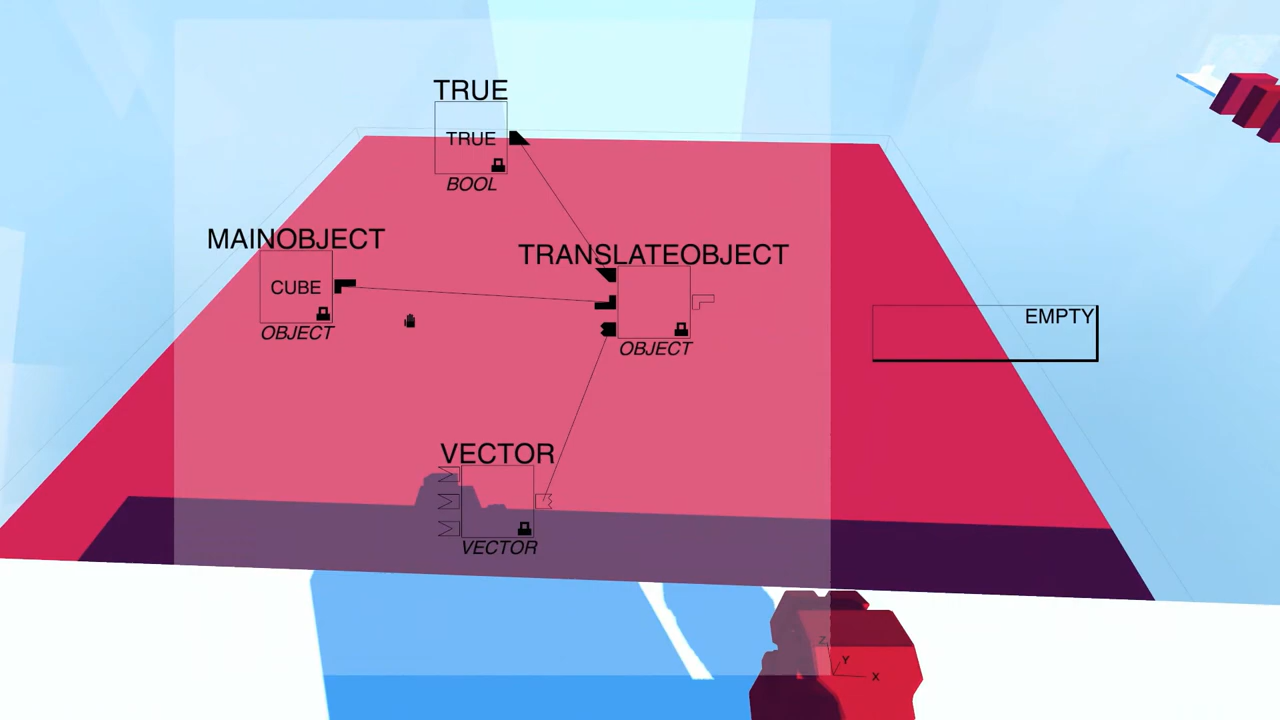 TRUE
TRUE
BOOL
MAINOBJECT
CUBE
OBJECT
TRANSLATEOBJECT
OBJECT
EMPTY
VECTOR
VECTOR
Z
Y
X